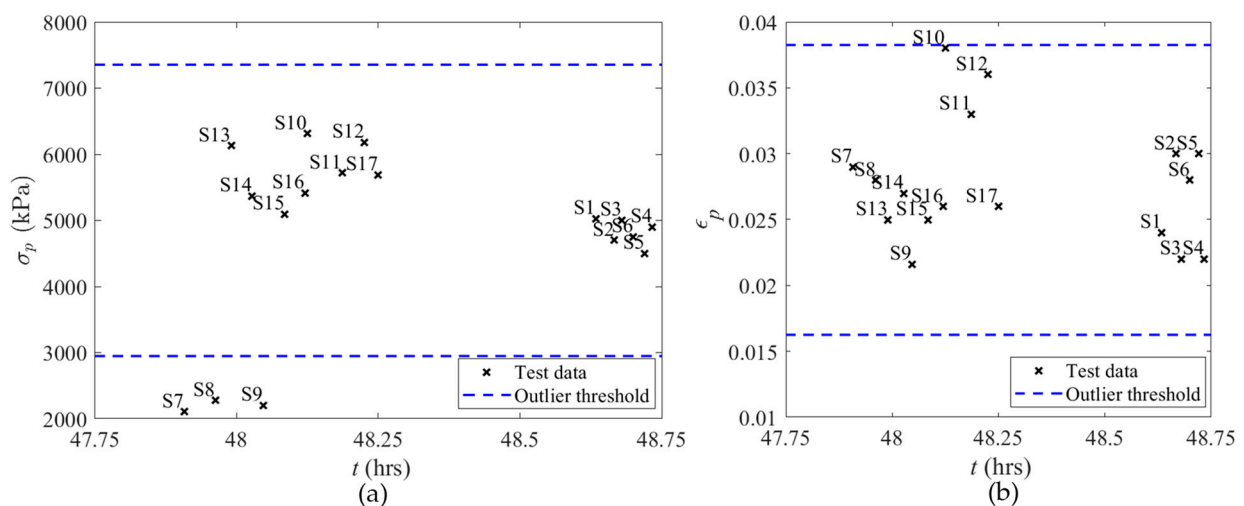 8000
7000
6000
5000
4000
3000
2000
σp (kPa)
S13
S10
S12
S14
S11
S17
S16
S15
S1
S3
S4
S2
S6
S5
S7
S8
S9
Test data
Outlier threshold
47.75
48
48.25
48.5
48.75
t (hrs)
(a)
0.04
0.035
0.03
0.025
0.02
0.015
0.01
ϵp
S10
S12
S11
S7
S8
S14
S13
S15
S16
S17
S9
S2
S5
S6
S1
S3
S4
Test data
Outlier threshold
47.75
48
48.25
48.5
48.75
t (hrs)
(b)